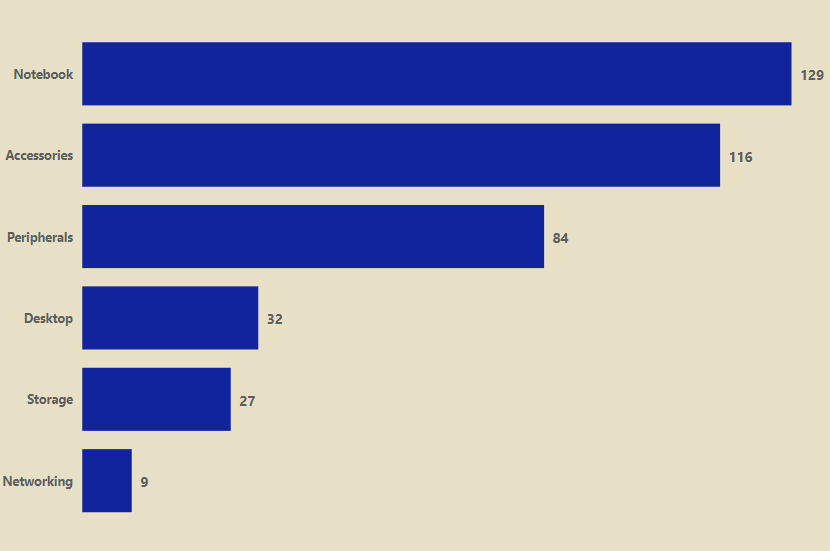 Notebook 129
Accessories 116
Peripherals 84
Desktop 32
Storage 27
Networking 9